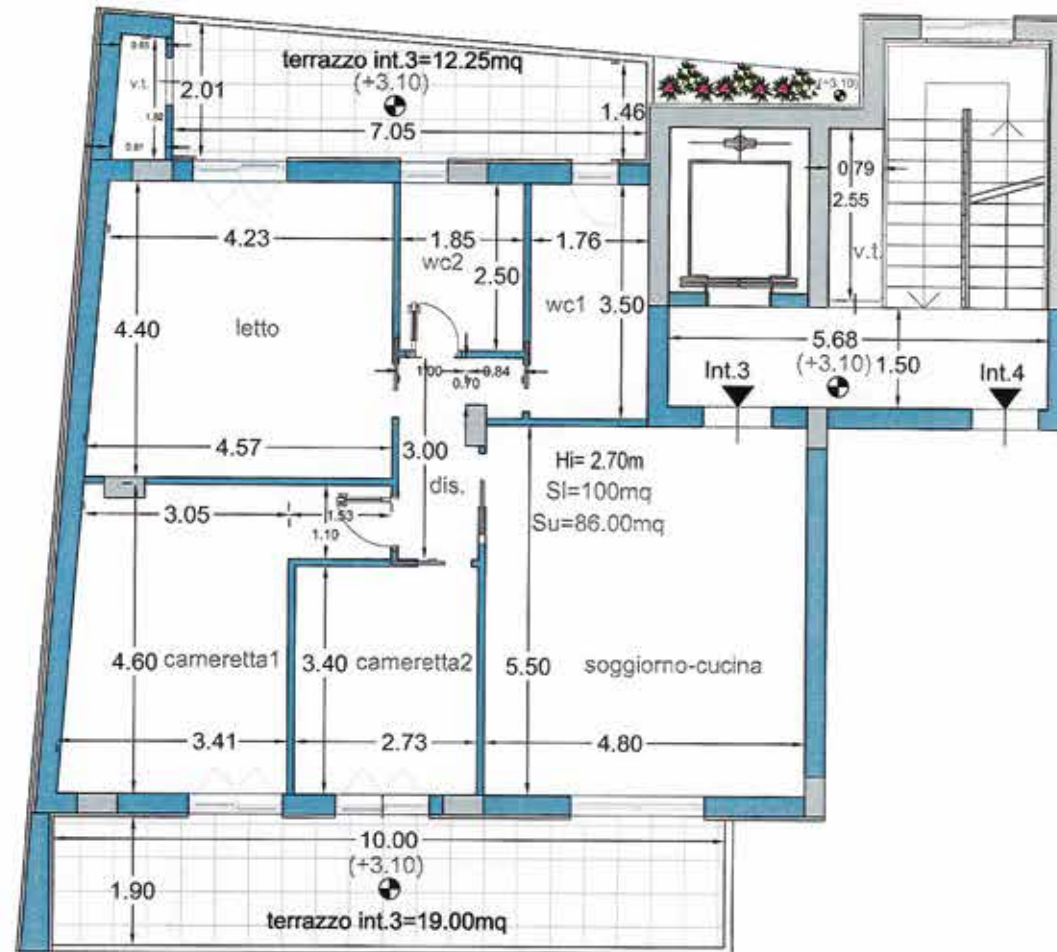 terrazzo int.3=12.25mq
(+3.10)
7.05
2.01
1.46
v.t.
(+3.10)
0.79
2.55
v.t.
4.23
1.85
wc2
2.50
1.76
wc1
3.50
4.40
letto
5.68
(+3.10)
1.50
Int.3
Int.4
1.00
0.70
0.84
4.57
3.00
dis.
Hi= 2.70m
Sl=100mq
Su=86.00mq
3.05
1.53
1.10
4.60
cameretta1
3.40
cameretta2
5.50
soggiorno-cucina
3.41
2.73
4.80
10.00
(+3.10)
1.90
terrazzo int.3=19.00mq